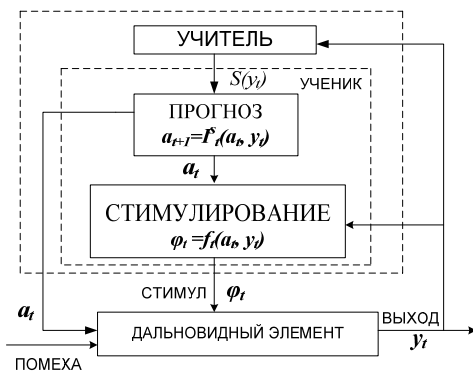 УЧИТЕЛЬ
S(yₜ)
УЧЕНИК
ПРОГНОЗ
aₜ₊₁=Iˢₜ(aₜ, yₜ)
aₜ
СТИМУЛИРОВАНИЕ
φₜ =fₜ(aₜ, yₜ)
СТИМУЛ φₜ
aₜ
ДАЛЬНОВИДНЫЙ ЭЛЕМЕНТ
ВЫХОД
yₜ
ПОМЕХА